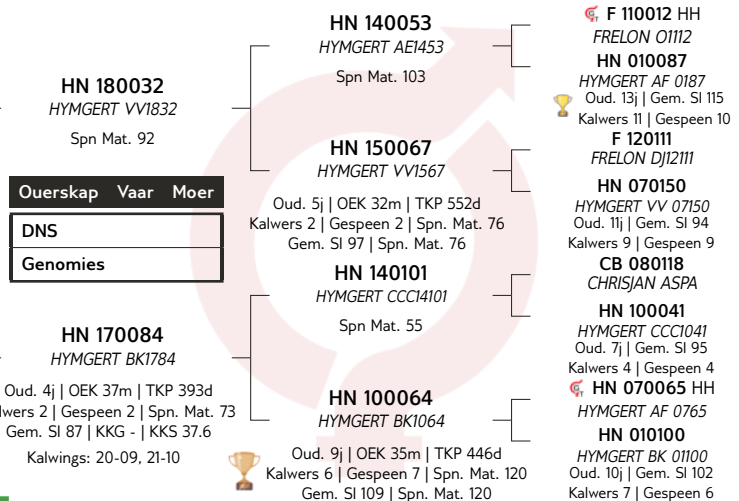 HN 180032
HYMGERT VV1832
Spn Mat. 92
Ouerskap Vaar Moer
DNS
Genomies
HN 170084
HYMGERT BK1784
Oud. 4j | OEK 37m | TKP 393d
lwers 2 | Gespeen 2 | Spn. Mat. 73
Gem. SI 87 | KKG - | KKS 37.6
Kalwings: 20-09, 21-10
HN 140053
HYMGERT AE1453
Spn Mat. 103
HN 150067
HYMGERT VV1567
Oud. 5j | OEK 32m | TKP 552d
Kalwers 2 | Gespeen 2 | Spn. Mat. 76
Gem. SI 97 | Spn. Mat. 76
HN 140101
HYMGERT CCC14101
Spn Mat. 55
HN 100064
HYMGERT BK1064
Oud. 9j | OEK 35m | TKP 446d
Kalwers 6 | Gespeen 7 | Spn. Mat. 120
Gem. SI 109 | Spn. Mat. 120
F 110012 HH
FRELON O1112
HN 010087
HYMGERT AF 0187
Oud. 13j | Gem. SI 115
Kalwers 11 | Gespeen 10
F 120111
FRELON DJ12111
HN 070150
HYMGERT VV 07150
Oud. 11j | Gem. SI 94
Kalwers 9 | Gespeen 9
CB 080118
CHRISJAN ASPA
HN 100041
HYMGERT CCC1041
Oud. 7j | Gem. SI 95
Kalwers 4 | Gespeen 4
HN 070065 HH
HYMGERT AF 0765
HN 010100
HYMGERT BK 01100
Oud. 10j | Gem. SI 102
Kalwers 7 | Gespeen 6